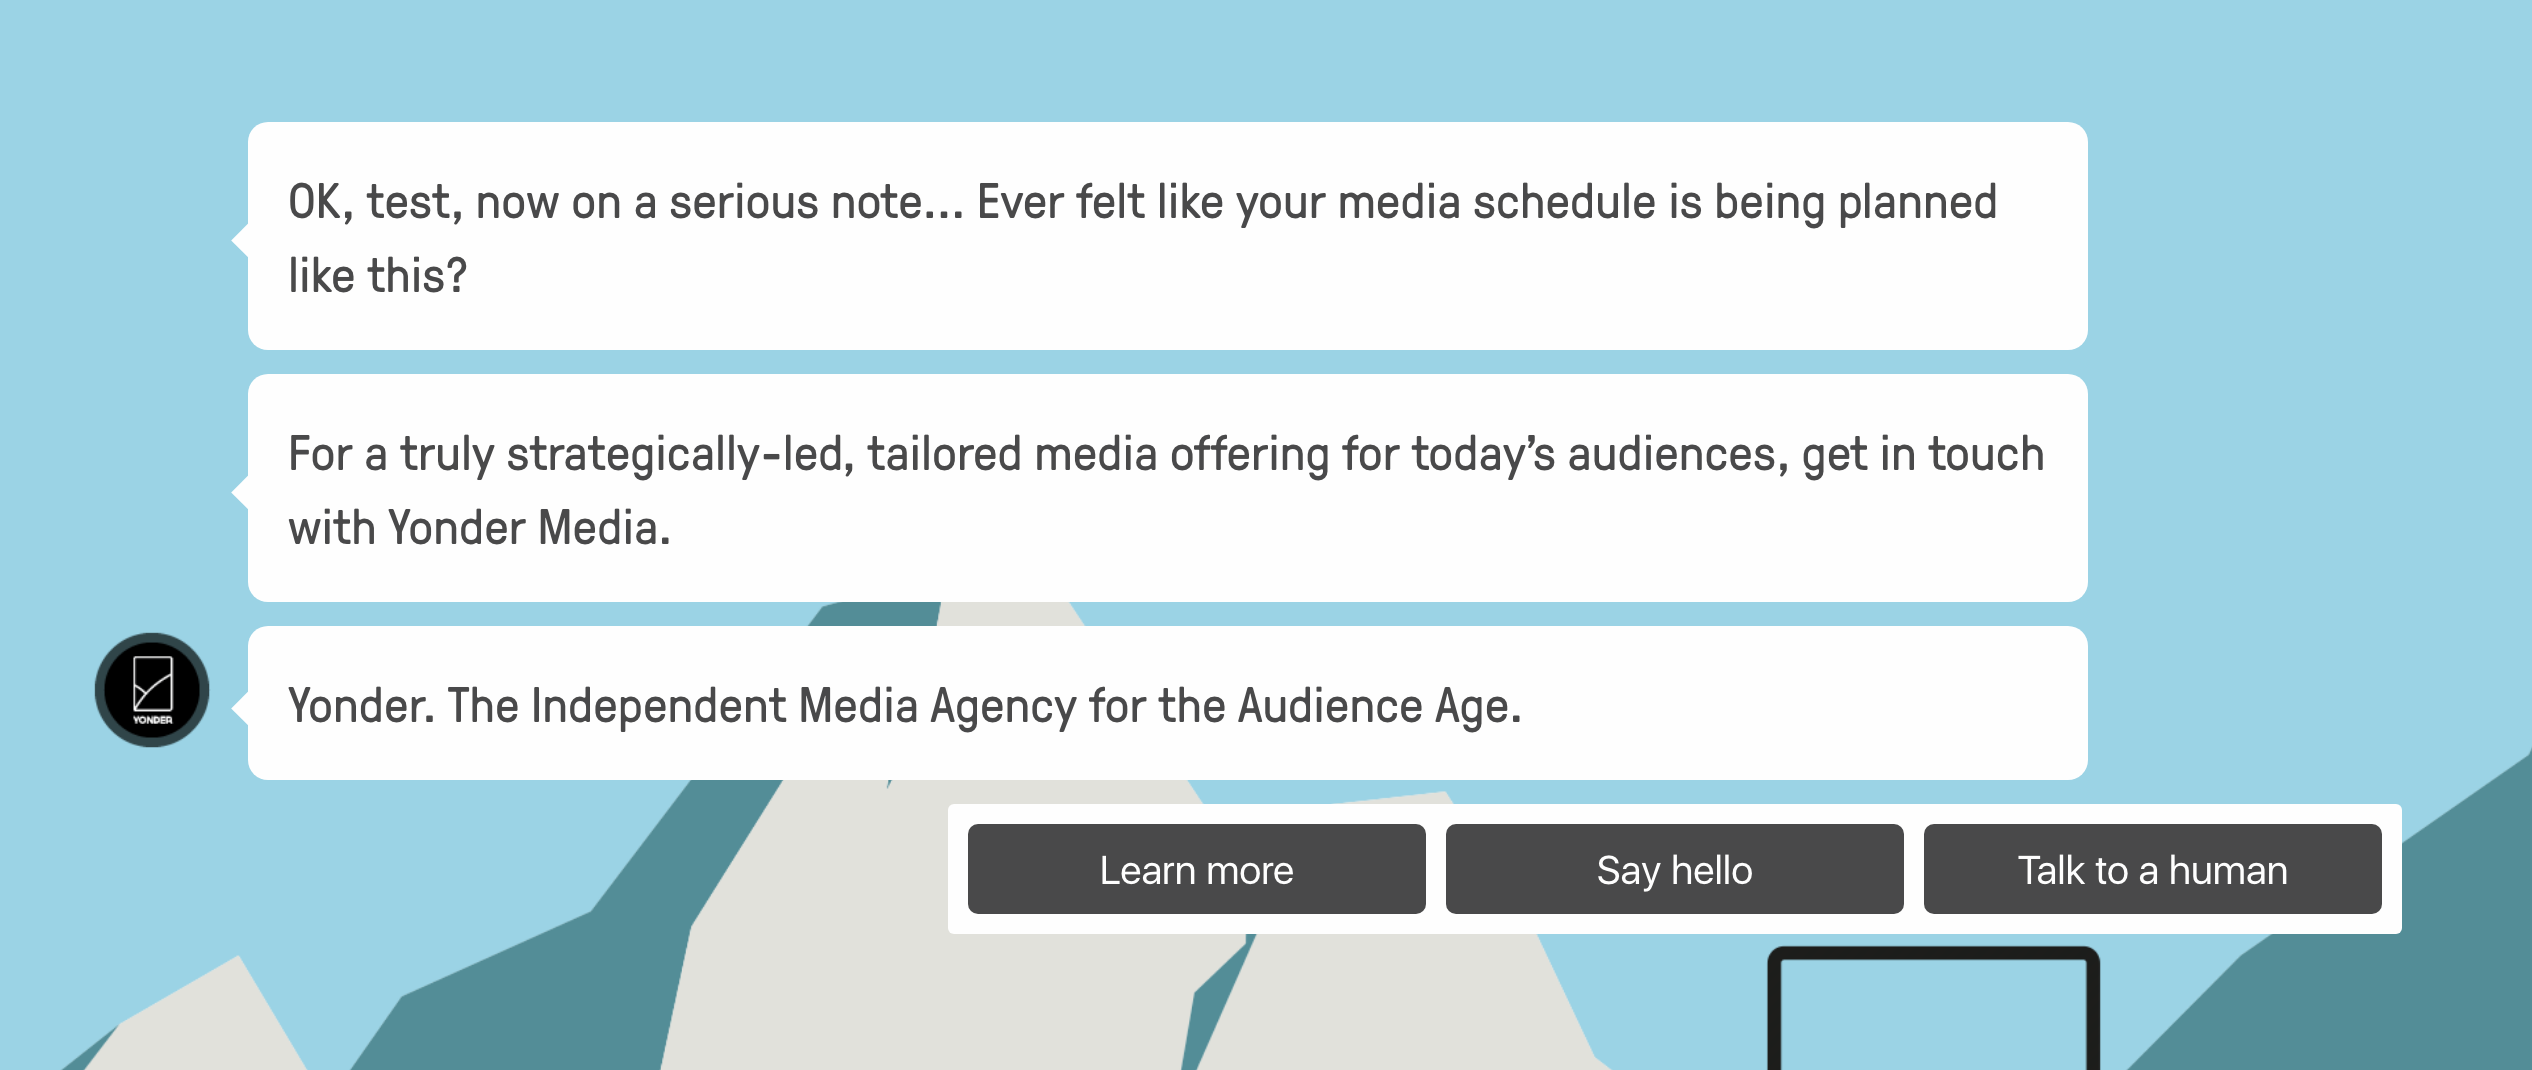 OK, test, now on a serious note... Ever felt like your media schedule is being planned
like this?
For a truly strategically-led, tailored media offering for today’s audiences, get in touch
with Yonder Media.
YONDER
Yonder. The Independent Media Agency for the Audience Age.
Learn more
Say hello
Talk to a human